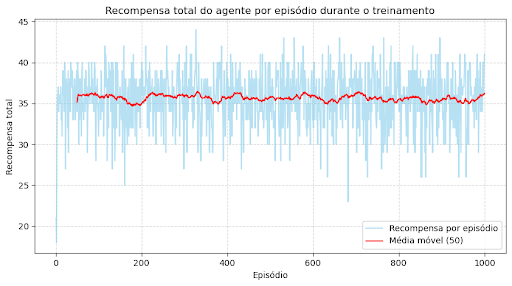 Recompensa total do agente por episódio durante o treinamento
45
40
35
30
25
20
Recompensa total
0
200
400
600
800
1000
Episódio
Recompensa por episódio
Média móvel (50)